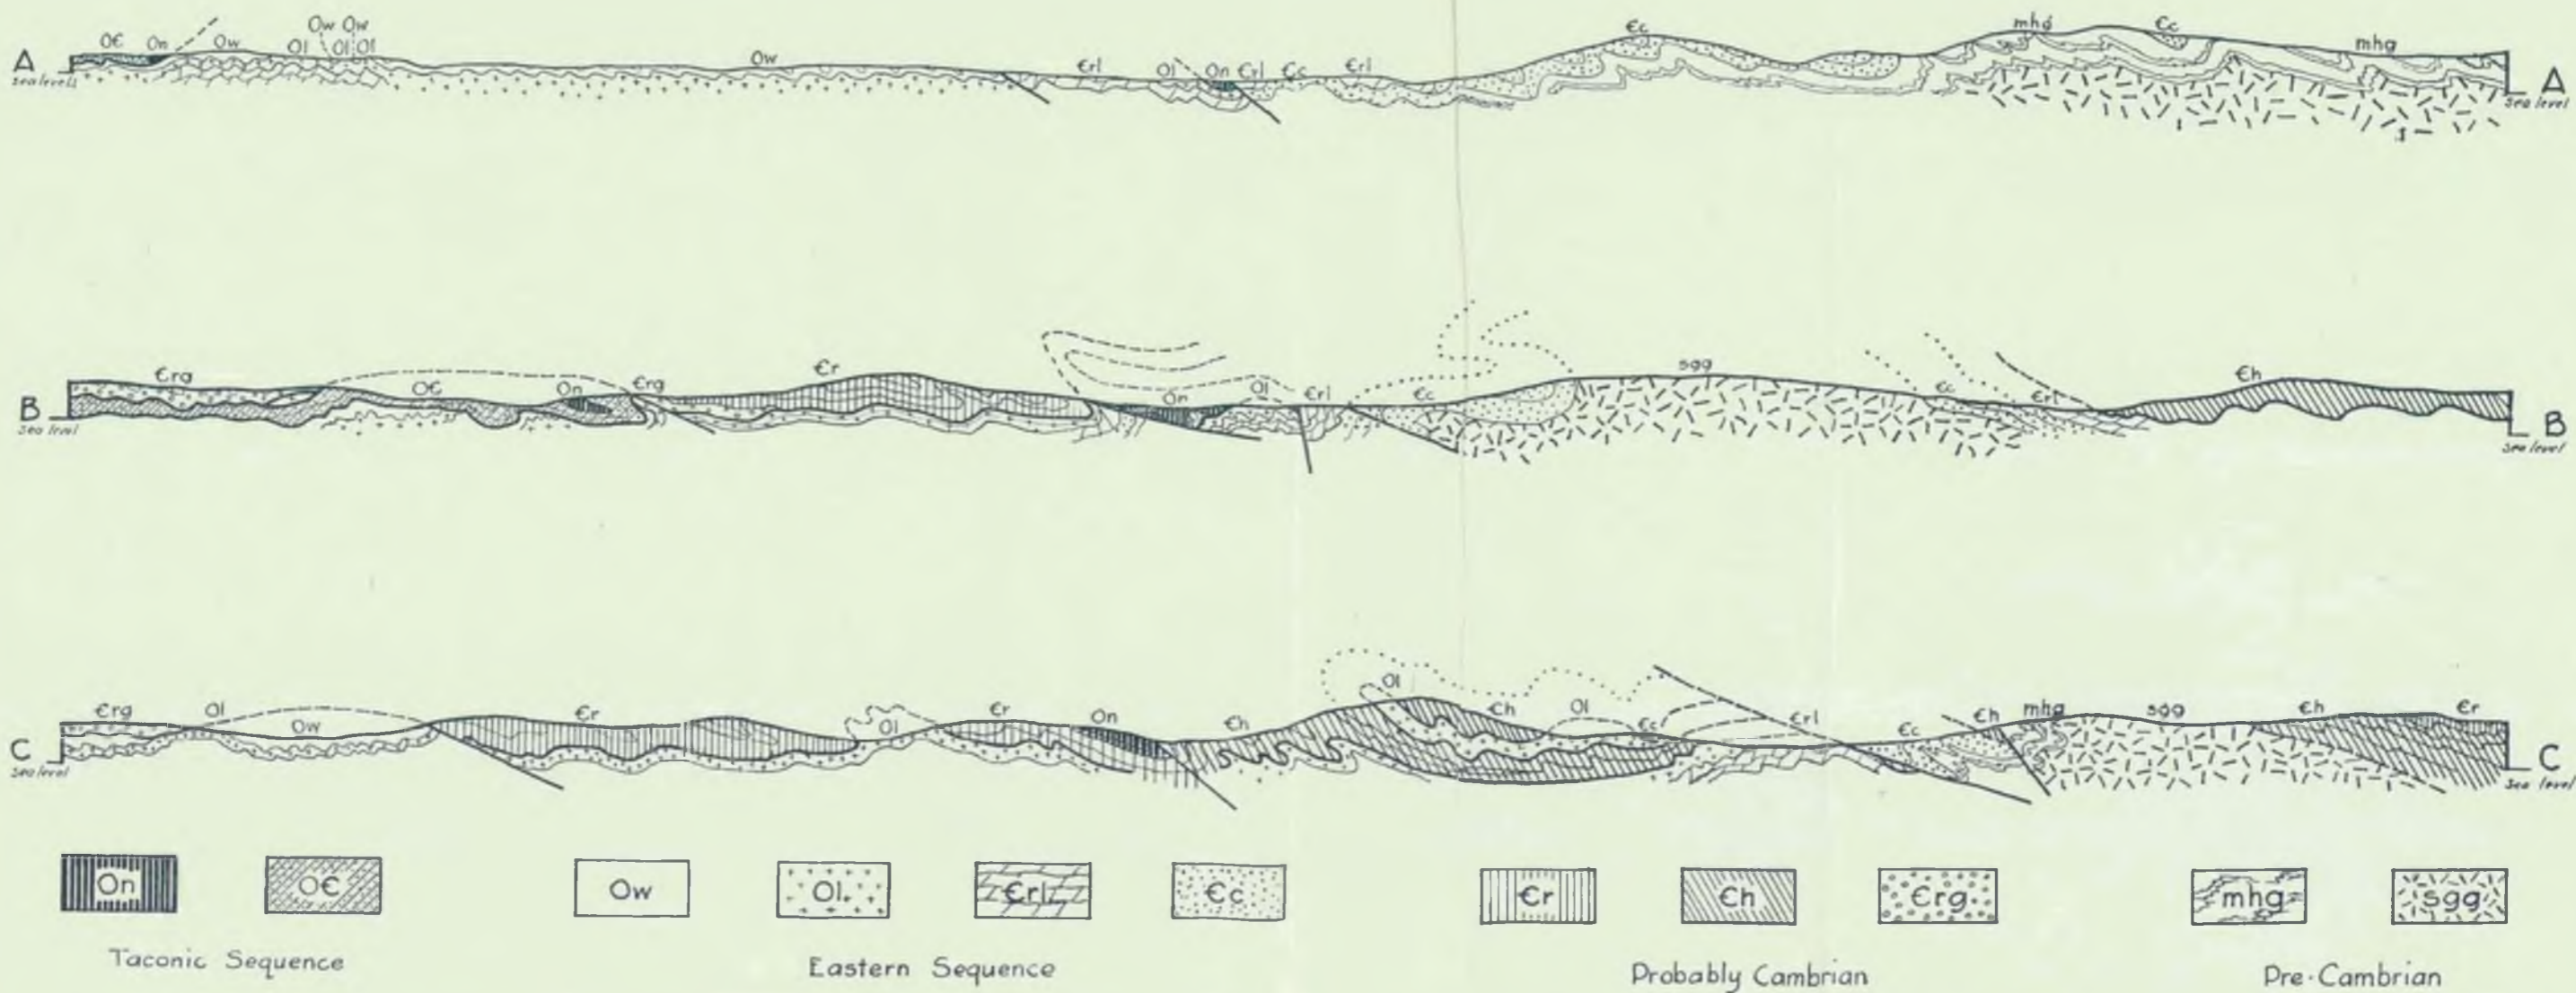 Ow Ow
OЄ On Ow Ol Ol Ol Ow Єrl Ol On Єrl Єc Єrl Єc mhg Єc mhg
A A
sea level sea level
Єrg OЄ On Єrg Єr On Ol Єrl Єc sgg Єc Єrl Єh
B B
sea level sea level
Єrg Ol Ow Єr Ol Єr On Єh Ol Єh Ol Єc Єrl Єc Єh mhg sgg Єh Єr
C C
sea level sea level
On OЄ Ow Ol Єrl Єc Єr Єh Єrg mhg sgg
Taconic Sequence Eastern Sequence Probably Cambrian Pre-Cambrian